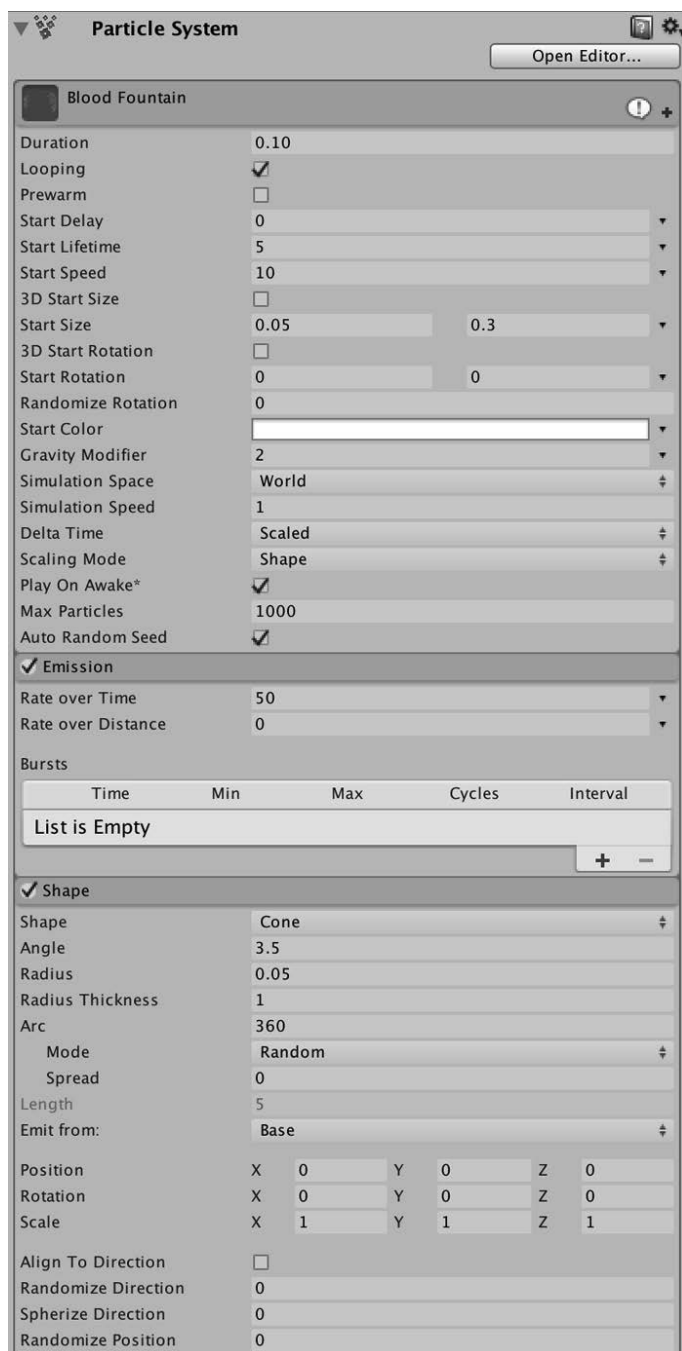 Particle System
Open Editor...
Blood Fountain
Duration 0.10
Looping
Prewarm
Start Delay 0
Start Lifetime 5
Start Speed 10
3D Start Size
Start Size 0.05 0.3
3D Start Rotation
Start Rotation 0 0
Randomize Rotation 0
Start Color
Gravity Modifier 2
Simulation Space World
Simulation Speed 1
Delta Time Scaled
Scaling Mode Shape
Play On Awake*
Max Particles 1000
Auto Random Seed
Emission
Rate over Time 50
Rate over Distance 0
Bursts
Time Min Max Cycles Interval
List is Empty
+ −
Shape
Shape Cone
Angle 3.5
Radius 0.05
Radius Thickness 1
Arc 360
Mode Random
Spread 0
Length 5
Emit from: Base
Position X 0 Y 0 Z 0
Rotation X 0 Y 0 Z 0
Scale X 1 Y 1 Z 1
Align To Direction
Randomize Direction 0
Spherize Direction 0
Randomize Position 0